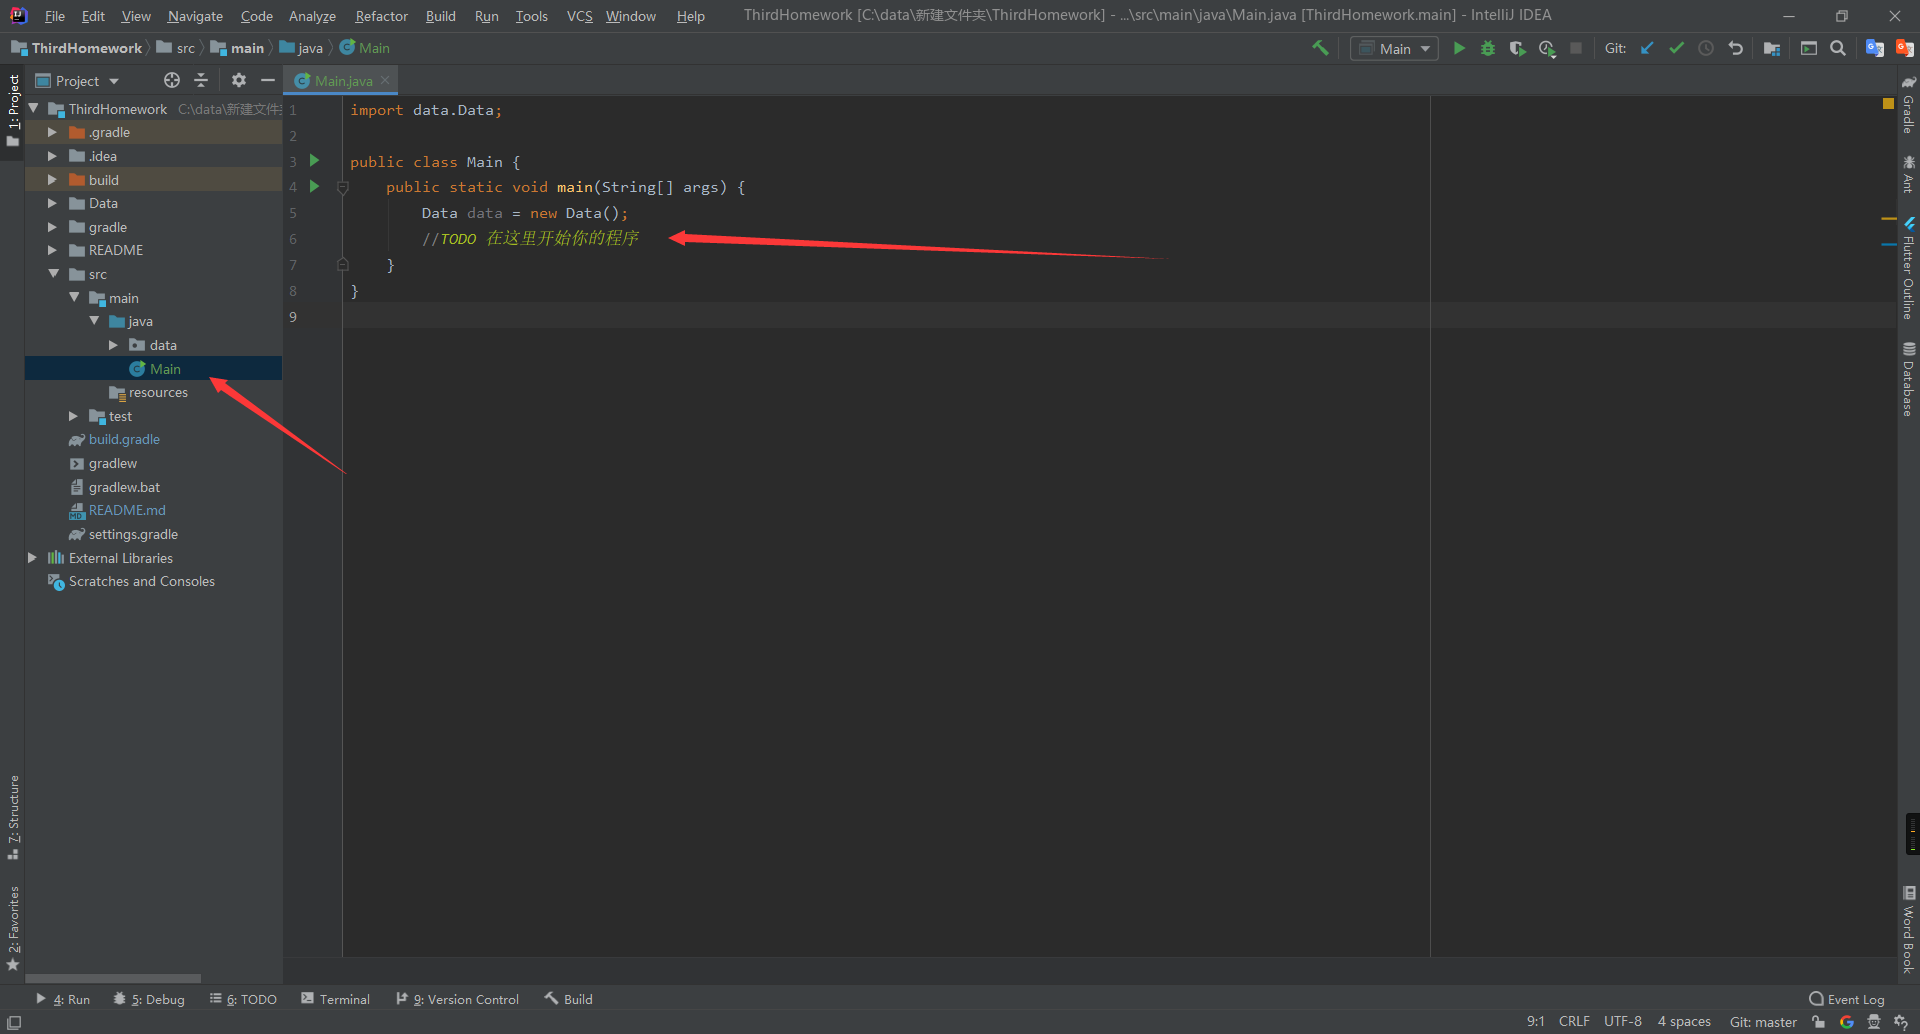 File Edit View Navigate Code Analyze Refactor Build Run Tools VCS Window Help ThirdHomework [C:\data\新建文件夹\ThirdHomework] - ...\src\main\java\Main.java [ThirdHomework.main] - IntelliJ IDEA
ThirdHomework src main java Main
Main
Git:
1: Project
Project
Main.java
ThirdHomework C:\data\新建文件
.gradle
.idea
build
Data
gradle
README
src
main
java
data
Main
resources
test
build.gradle
gradlew
gradlew.bat
README.md
settings.gradle
External Libraries
Scratches and Consoles
1 import data.Data;
2
3 public class Main {
4 public static void main(String[] args) {
5 Data data = new Data();
6 //TODO 在这里开始你的程序
7 }
8 }
9
Gradle
Ant
Flutter Outline
Database
Word Book
7: Structure
2: Favorites
4: Run 5: Debug 6: TODO Terminal 9: Version Control Build
Event Log
9:1 CRLF UTF-8 4 spaces Git: master